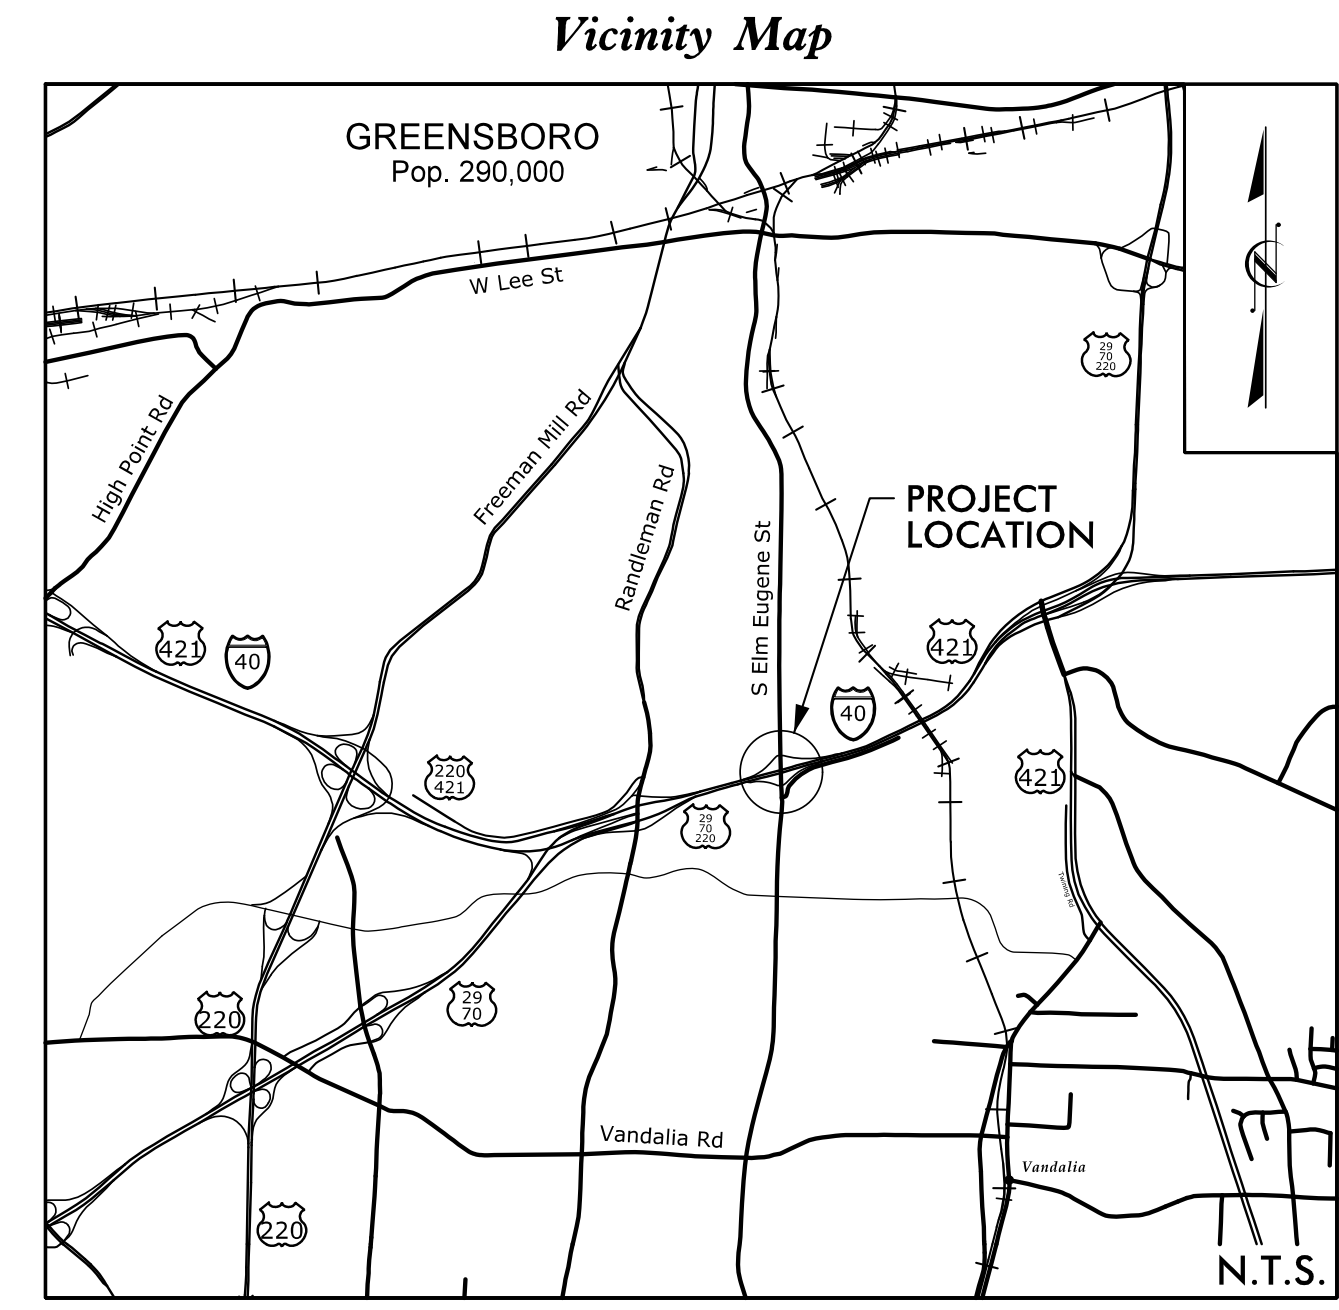 Vicinity Map
GREENSBORO
Pop. 290,000
W Lee St
N
29
70
220
High Point Rd
Freeman Mill Rd
Randleman Rd
S Elm Eugene St
PROJECT
LOCATION
421
40
421
40
220
421
421
29
70
220
Twining Rd
220
29
70
Vandalia Rd
Vandalia
220
N.T.S.